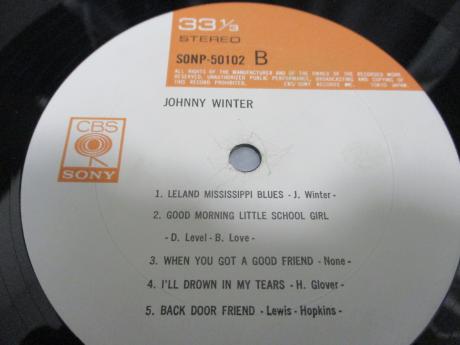 33⅓
STEREO
SONP-50102 B
ALL RIGHTS OF THE MANUFACTURER AND OF THE OWNER OF THE RECORDED WORK
RESERVED. UNAUTHORIZED PUBLIC PERFORMANCE, BROADCASTING AND COPYING OF
THIS RECORD PROHIBITED. CBS/SONY RECORDS INC. TOKYO JAPAN.
JOHNNY WINTER
CBS
SONY
1. LELAND MISSISSIPPI BLUES - J. Winter -
2. GOOD MORNING LITTLE SCHOOL GIRL
- D. Level - B. Love -
3. WHEN YOU GOT A GOOD FRIEND - None -
4. I'LL DROWN IN MY TEARS - H. Glover -
5. BACK DOOR FRIEND - Lewis - Hopkins -